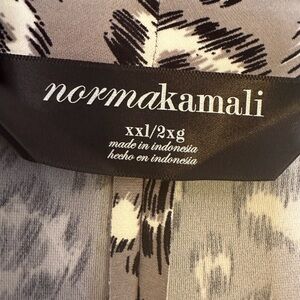 normakamali
xxl/2xg
made in indonesia
hecho en indonesia